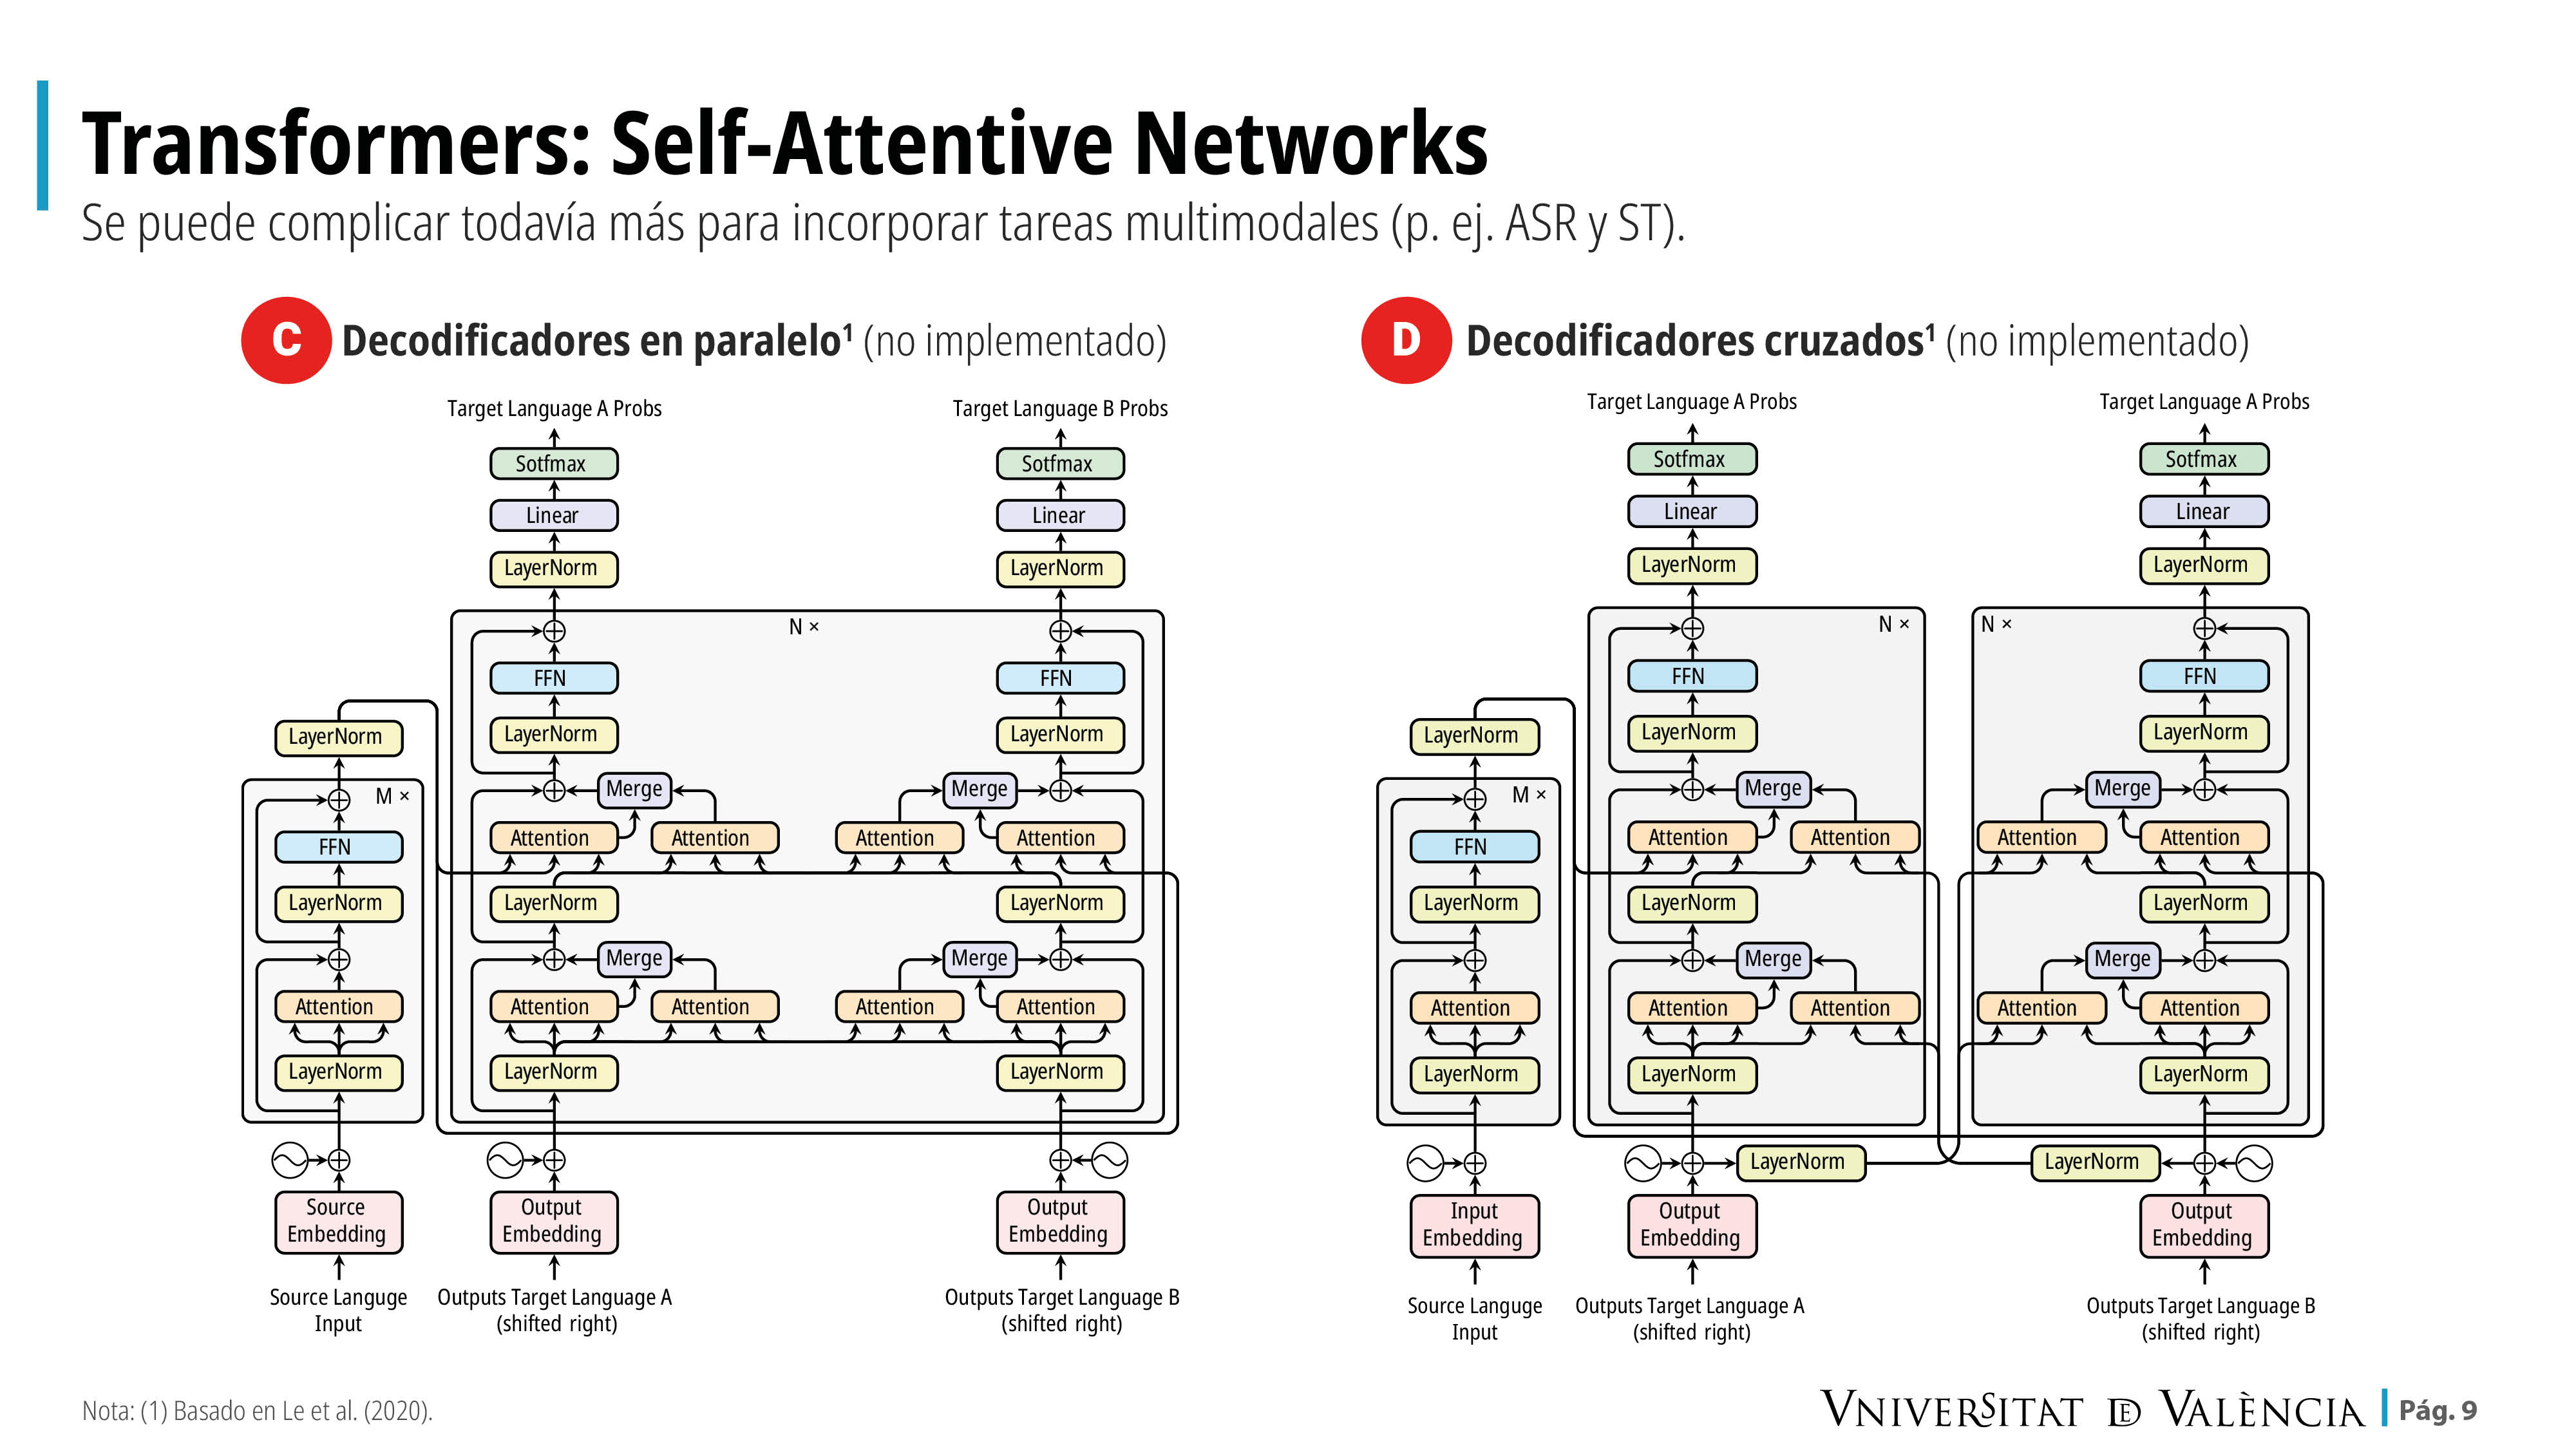 Transformers: Self-Attentive Networks
Se puede complicar todavía más para incorporar tareas multimodales (p. ej. ASR y ST).
C Decodificadores en paralelo¹ (no implementado)
Target Language A Probs
Target Language B Probs
Sotfmax
Sotfmax
Linear
Linear
LayerNorm
LayerNorm
N ×
FFN
FFN
LayerNorm
LayerNorm
LayerNorm
Merge
Merge
M ×
Attention
Attention
Attention
Attention
FFN
LayerNorm
LayerNorm
LayerNorm
Merge
Merge
Attention
Attention
Attention
Attention
Attention
LayerNorm
LayerNorm
LayerNorm
Source
Embedding
Output
Embedding
Output
Embedding
Source Languge
Input
Outputs Target Language A
(shifted right)
Outputs Target Language B
(shifted right)
D Decodificadores cruzados¹ (no implementado)
Target Language A Probs
Target Language A Probs
Sotfmax
Sotfmax
Linear
Linear
LayerNorm
LayerNorm
N ×
N ×
FFN
FFN
LayerNorm
LayerNorm
LayerNorm
Merge
Merge
M ×
Attention
Attention
Attention
Attention
FFN
LayerNorm
LayerNorm
LayerNorm
Merge
Merge
Attention
Attention
Attention
Attention
Attention
LayerNorm
LayerNorm
LayerNorm
LayerNorm
LayerNorm
Input
Embedding
Output
Embedding
Output
Embedding
Source Languge
Input
Outputs Target Language A
(shifted right)
Outputs Target Language B
(shifted right)
Nota: (1) Basado en Le et al. (2020).
VNIVERSITAT DE VALÈNCIA
Pág. 9